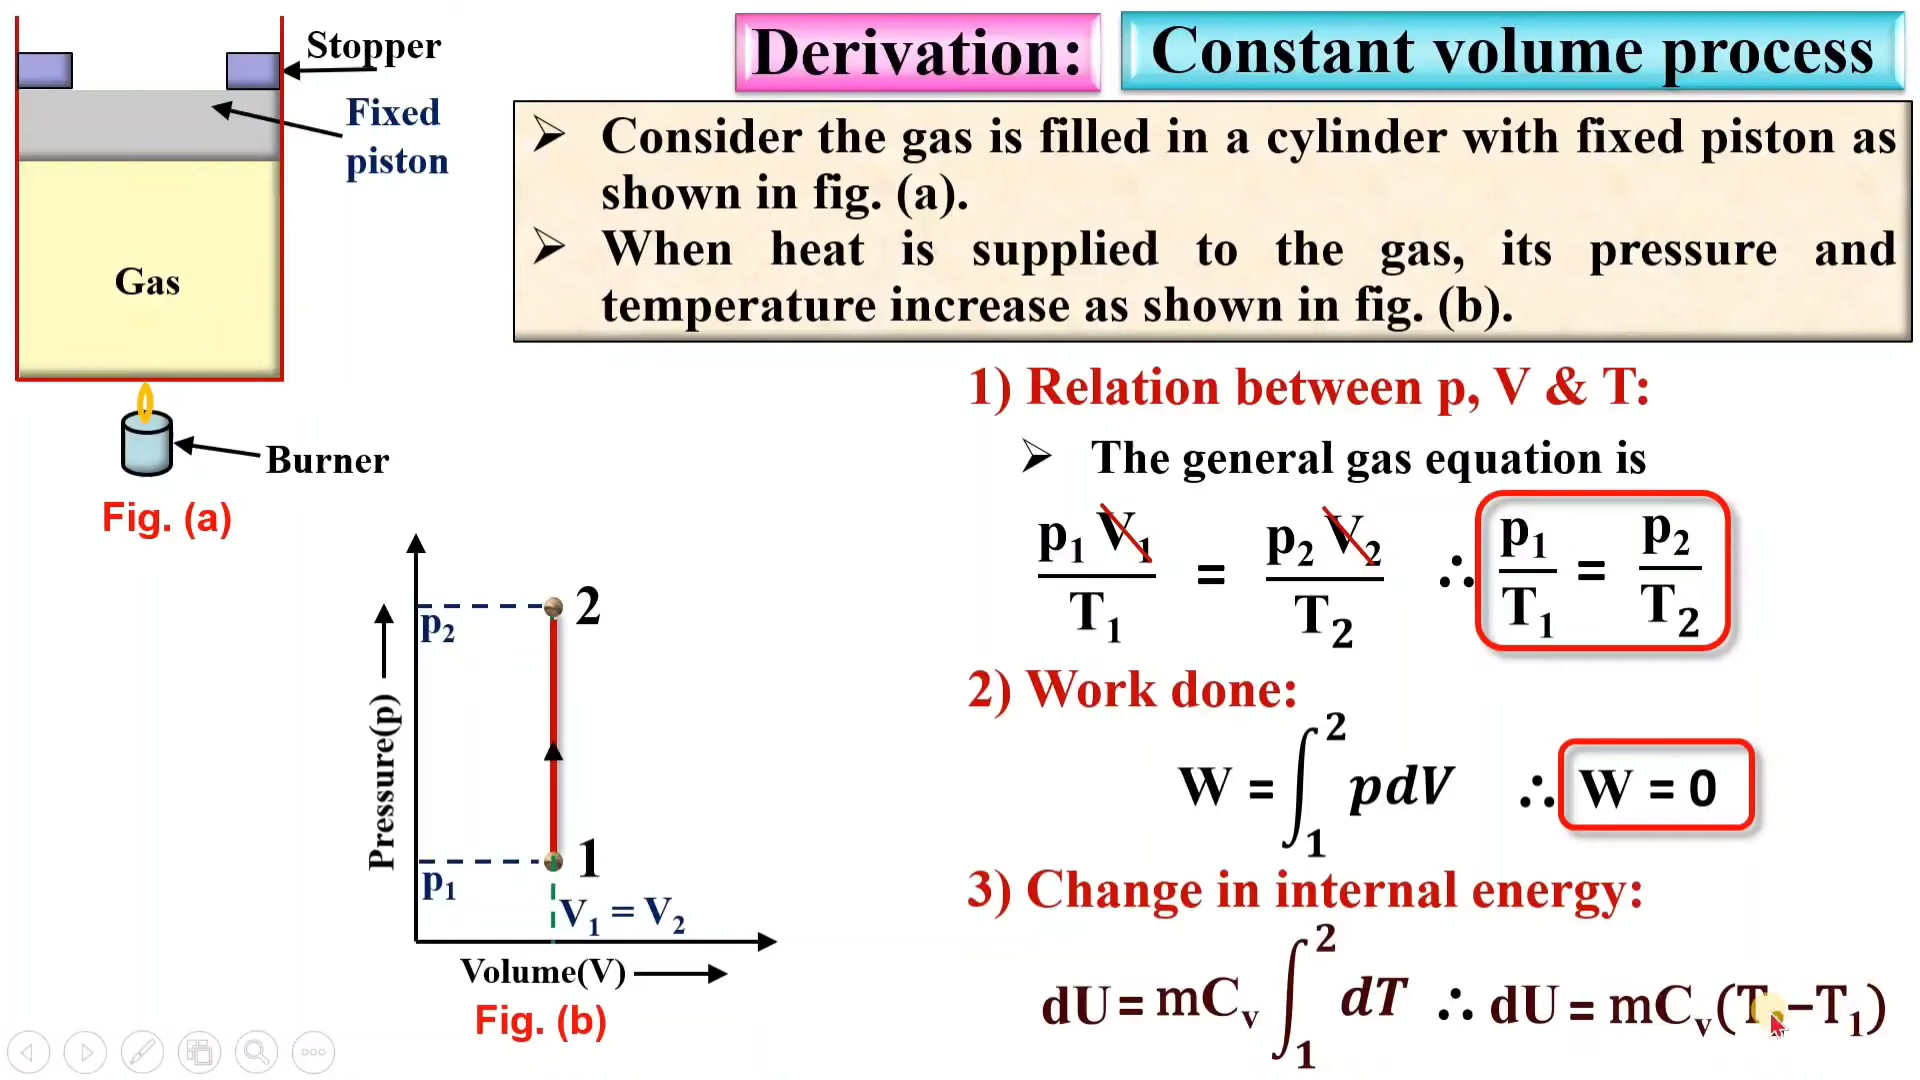 Derivation: Constant volume process
Stopper
Fixed
piston
Gas
Burner
Fig. (a)
➢ Consider the gas is filled in a cylinder with fixed piston as
shown in fig. (a).
➢ When heat is supplied to the gas, its pressure and
temperature increase as shown in fig. (b).
1) Relation between p, V & T:
➢ The general gas equation is
p₁ V₁ / T₁ = p₂ V₂ / T₂ ∴ p₁ / T₁ = p₂ / T₂
2) Work done:
W = ∫₁² pdV ∴ W = 0
3) Change in internal energy:
dU = mCᵥ ∫₁² dT ∴ dU = mCᵥ(T –T₁)
Pressure(p)
p₂
2
p₁
1
V₁ = V₂
Volume(V)
Fig. (b)